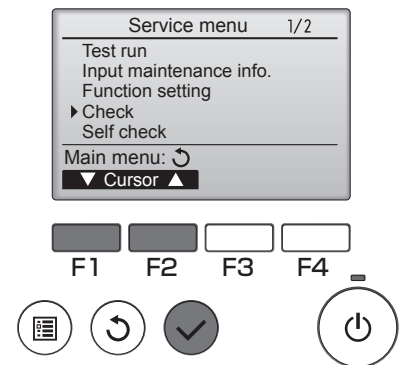 Service menu 1/2
Test run
Input maintenance info.
Function setting
Check
Self check
Main menu:
▼ Cursor ▲
F1 F2 F3 F4